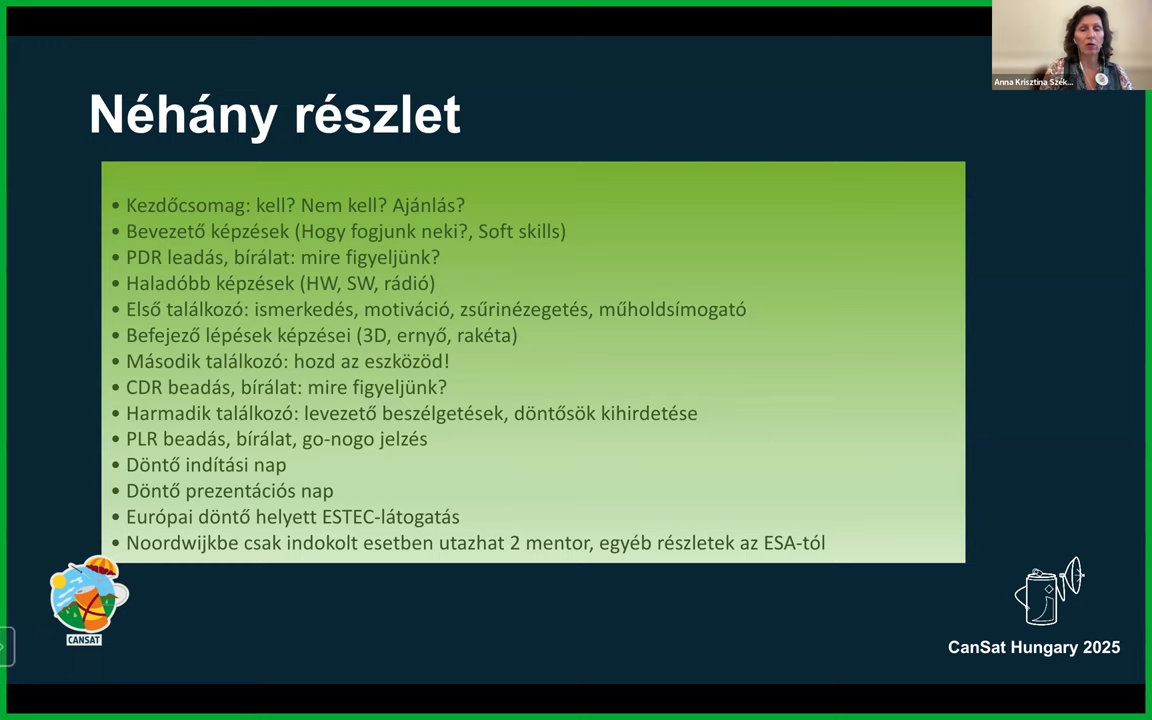 Anna Krisztina Szék...
Néhány részlet
• Kezdőcsomag: kell? Nem kell? Ajánlás?
• Bevezető képzések (Hogy fogjunk neki?, Soft skills)
• PDR leadás, bírálat: mire figyeljünk?
• Haladóbb képzések (HW, SW, rádió)
• Első találkozó: ismerkedés, motiváció, zsűrinézegetés, műholdsímogató
• Befejező lépések képzései (3D, ernyő, rakéta)
• Második találkozó: hozd az eszközöd!
• CDR beadás, bírálat: mire figyeljünk?
• Harmadik találkozó: levezető beszélgetések, döntősök kihirdetése
• PLR beadás, bírálat, go-nogo jelzés
• Döntő indítási nap
• Döntő prezentációs nap
• Európai döntő helyett ESTEC-látogatás
• Noordwijkbe csak indokolt esetben utazhat 2 mentor, egyéb részletek az ESA-tól
CANSAT
CanSat Hungary 2025